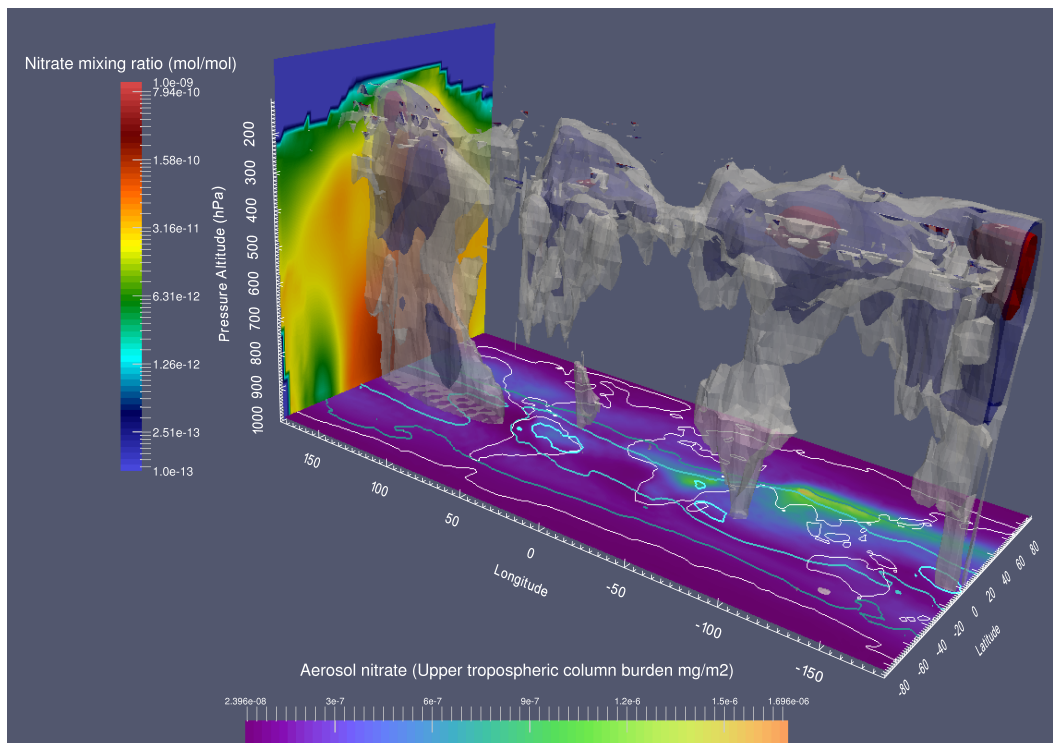 Nitrate mixing ratio (mol/mol)
1.0e-09
7.94e-10
1.58e-10
3.16e-11
6.31e-12
1.26e-12
2.51e-13
1.0e-13
Pressure Altitude (hPa)
200
300
400
500
600
700
800
900
1000
150
100
50
0
-50
-100
-150
Longitude
-80
-60
-40
-20
0
20
40
60
80
Latitude
Aerosol nitrate (Upper tropospheric column burden mg/m2)
2.396e-08 3e-7 6e-7 9e-7 1.2e-6 1.5e-6 1.696e-06